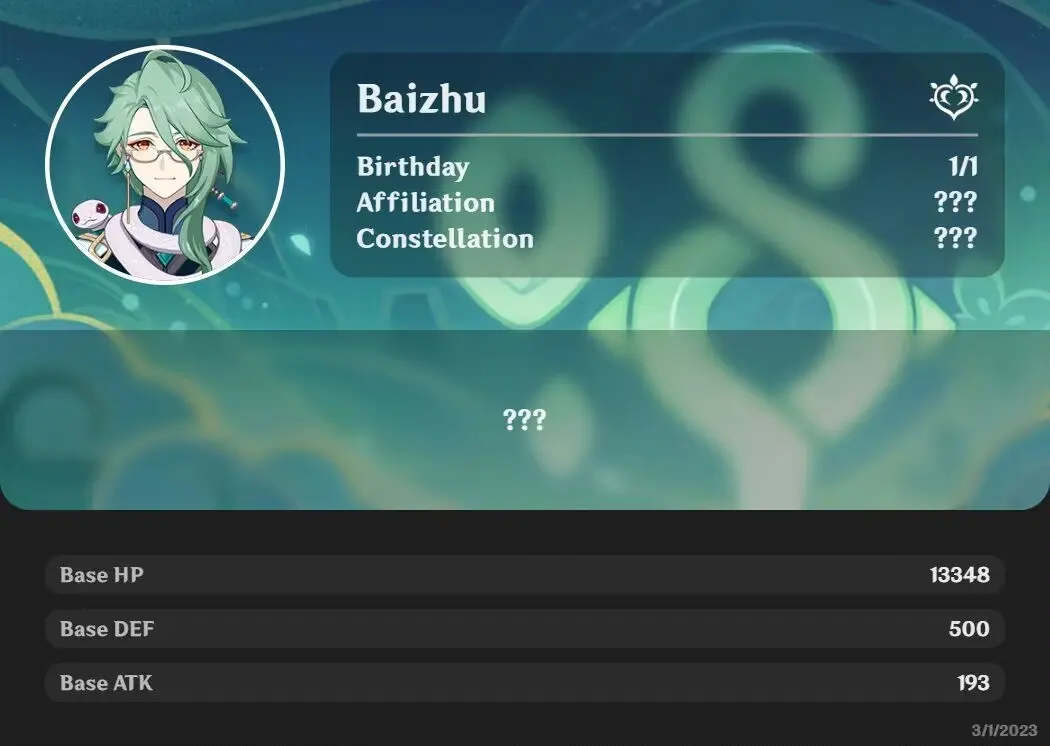 Baizhu
Birthday 1/1
Affiliation ???
Constellation ???
???
Base HP 13348
Base DEF 500
Base ATK 193
3/1/2023